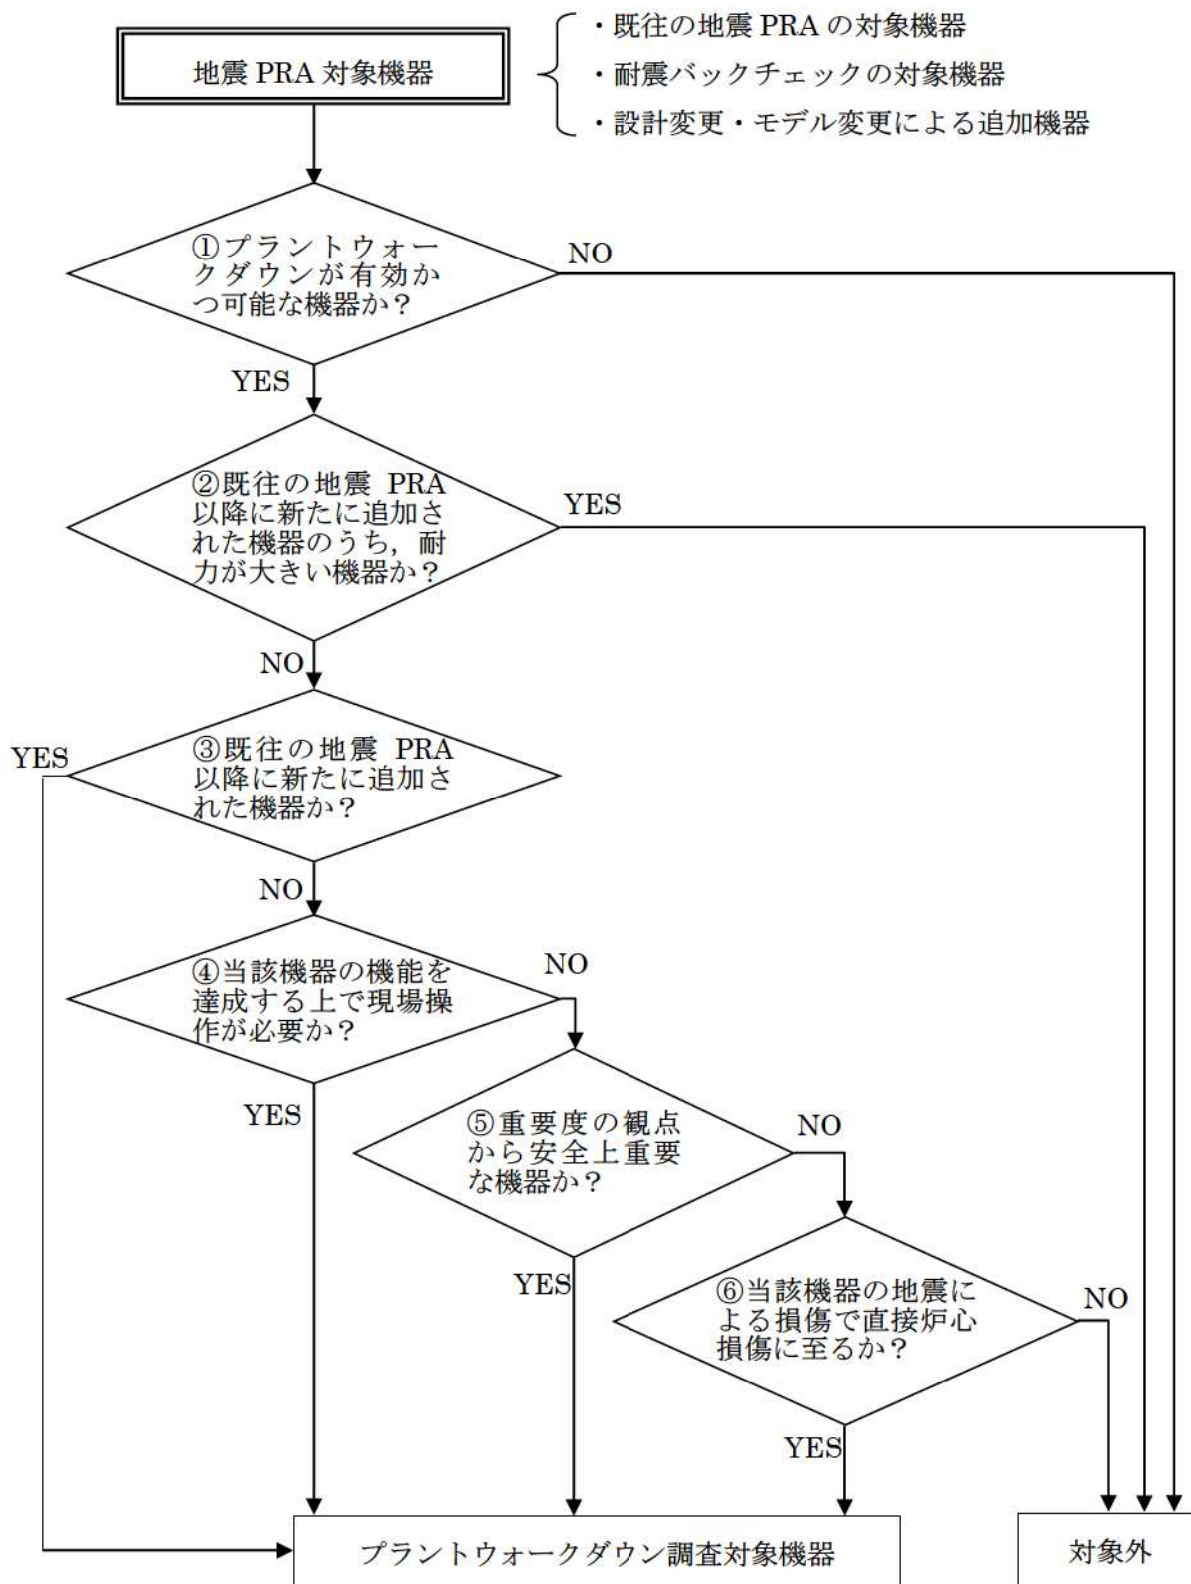 地震 PRA 対象機器
・既往の地震 PRA の対象機器
・耐震バックチェックの対象機器
・設計変更・モデル変更による追加機器
①プラントウォー
クダウンが有効か
つ可能な機器か？
NO
YES
②既往の地震 PRA
以降に新たに追加さ
れた機器のうち，耐
力が大きい機器か？
YES
NO
③既往の地震 PRA
以降に新たに追加さ
れた機器か？
YES
NO
④当該機器の機能を
達成する上で現場操
作が必要か？
NO
YES
⑤重要度の観点
から安全上重要
な機器か？
NO
YES
⑥当該機器の地震に
よる損傷で直接炉心
損傷に至るか？
NO
YES
プラントウォークダウン調査対象機器
対象外